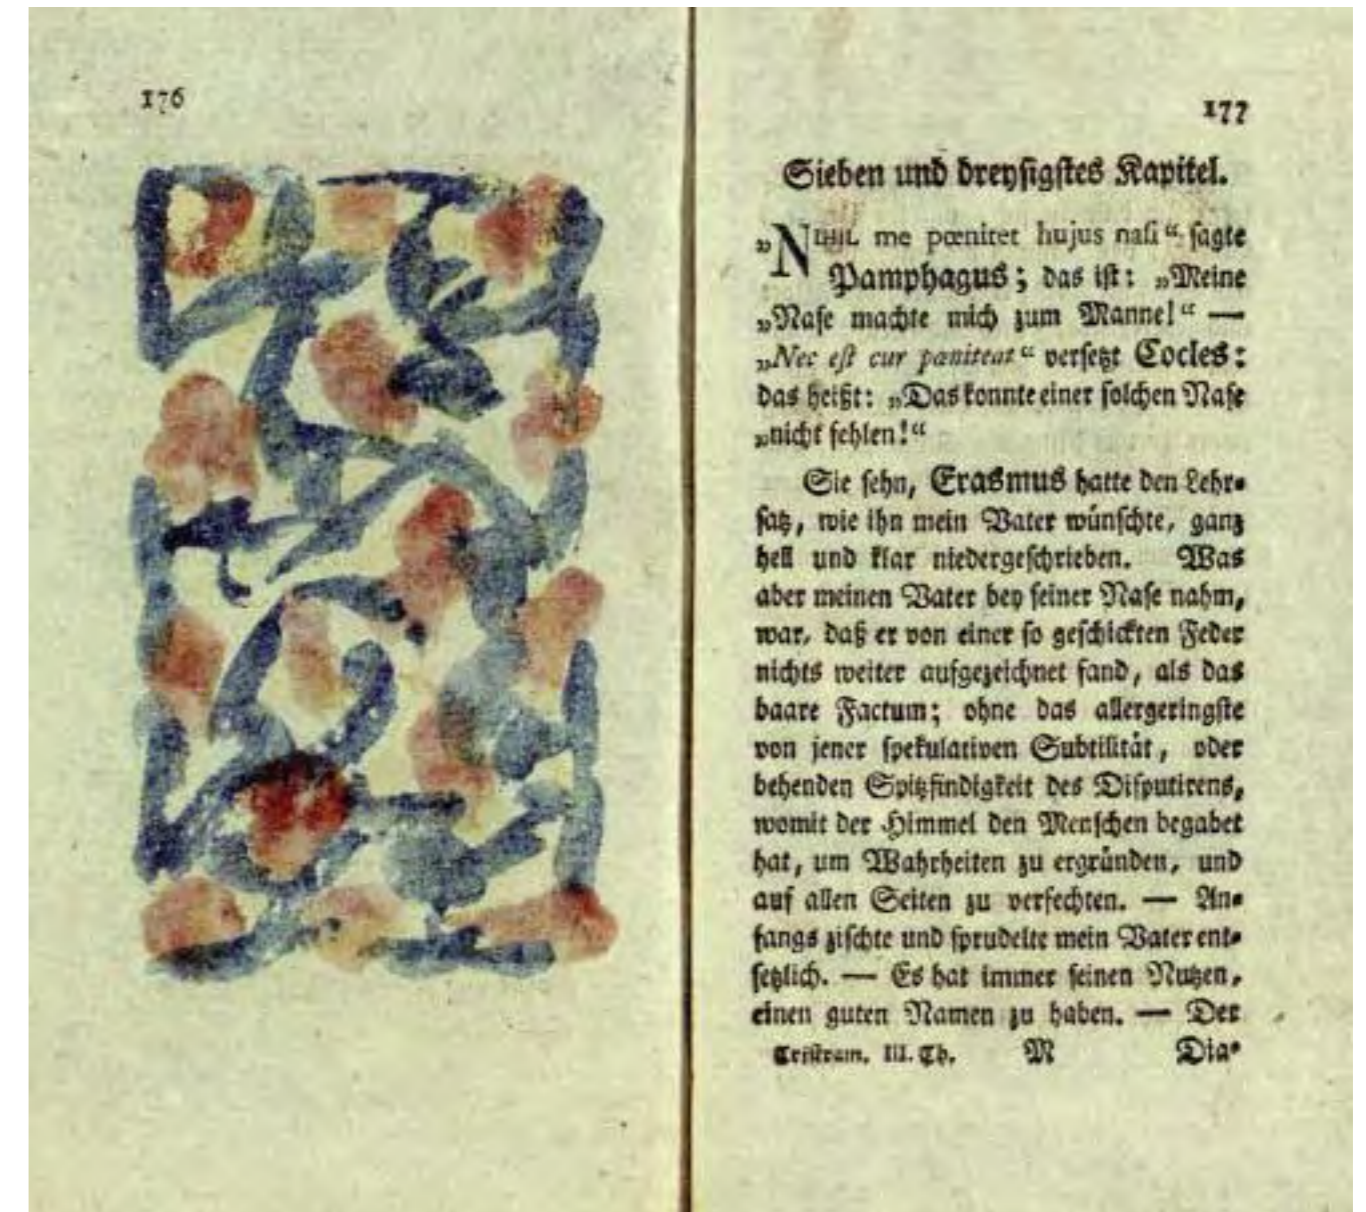 176
177
Sieben und dreysigstes Kapitel.
„NIHIL me pœnitet hujus nasi“ sagte
Pamphagus; das ist: „Meine
„Nase machte mich zum Manne!“ —
„Nec est cur pœniteat“ versetzt Cocles:
das heißt: „Das konnte einer solchen Nase
„nicht fehlen!“
Sie sehn, Erasmus hatte den Lehr-
satz, wie ihn mein Vater wünschte, ganz
hell und klar niedergeschrieben. Was
aber meinen Vater bey seiner Nase nahm,
war, daß er von einer so geschickten Feder
nichts weiter aufgezeichnet fand, als das
baare Factum; ohne das allergeringste
von jener spekulativen Subtilität, oder
behenden Spitzfindigkeit des Disputirens,
womit der Himmel den Menschen begabet
hat, um Wahrheiten zu ergründen, und
auf allen Seiten zu verfechten. — An-
fangs zischte und sprudelte mein Vater ent-
setzlich. — Es hat immer seinen Nutzen,
einen guten Namen zu haben. — Der
Tristram. III. Th. M Dia-